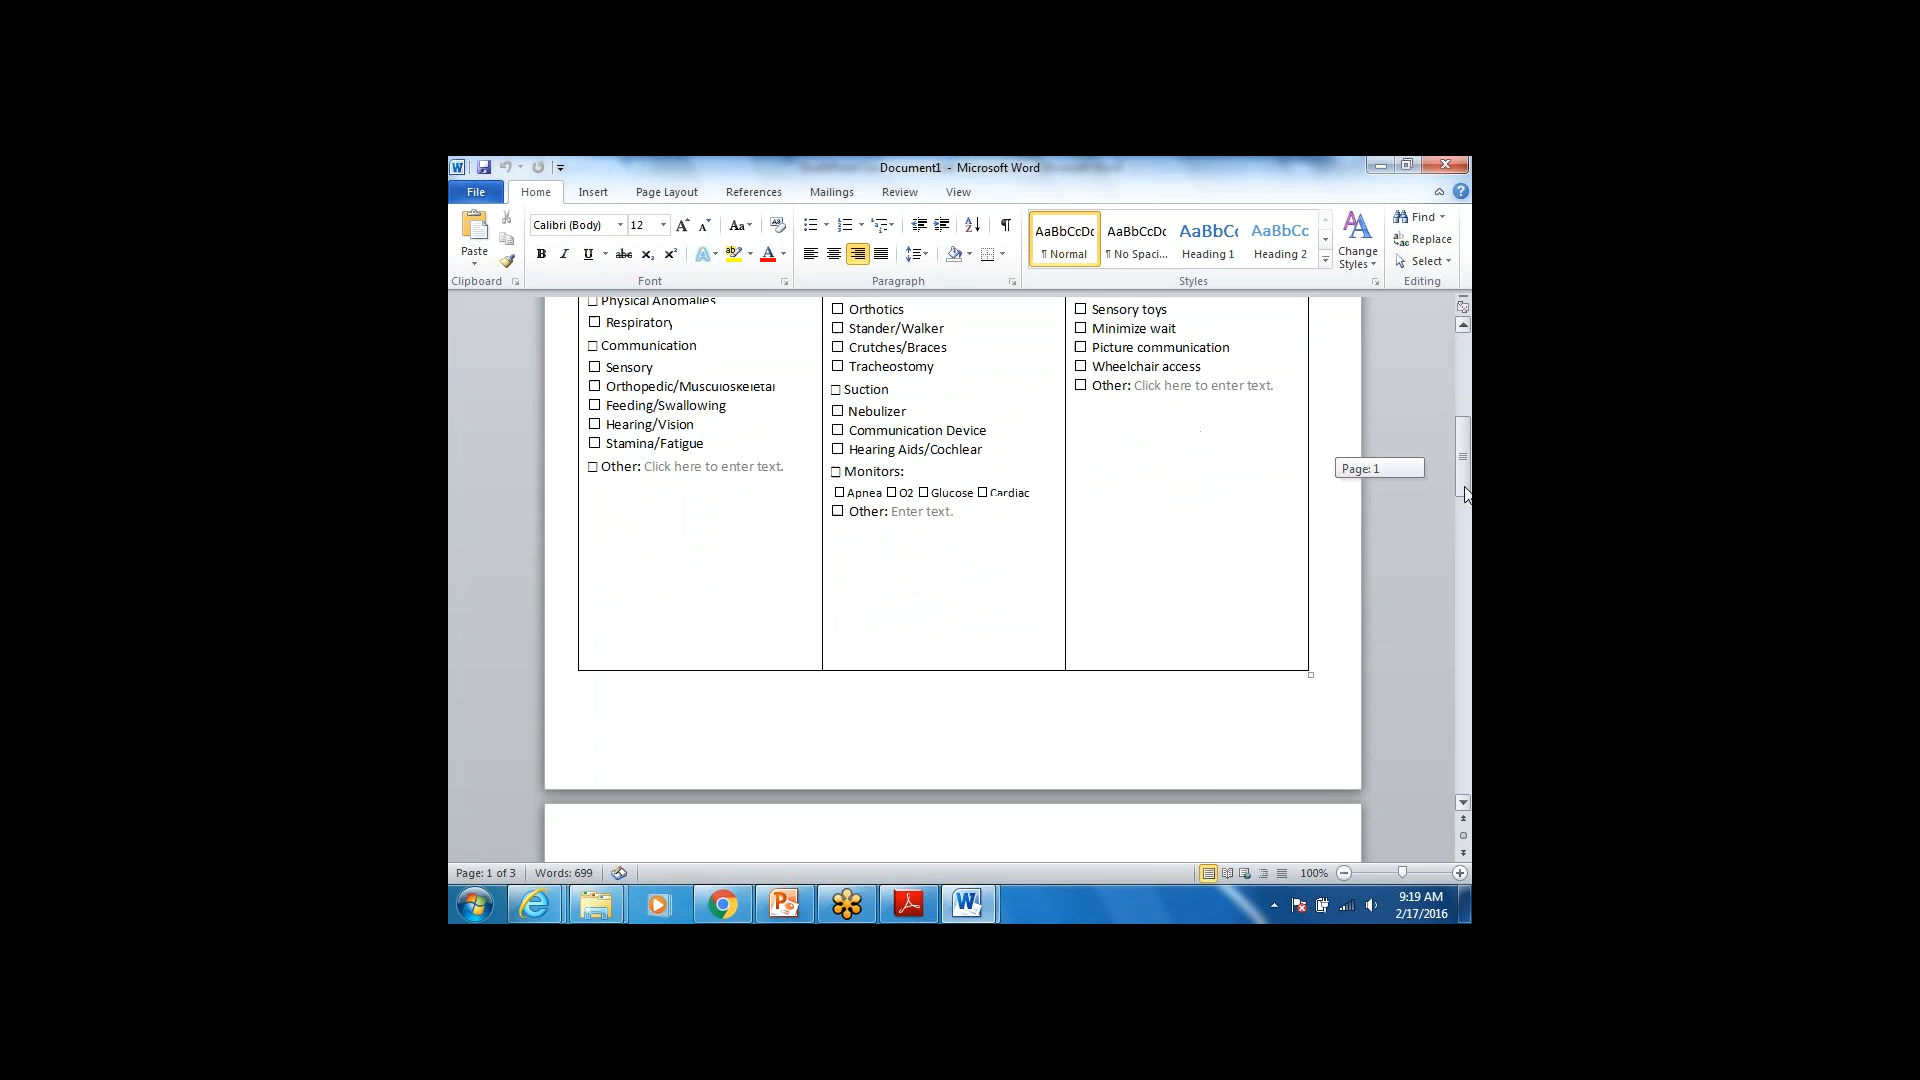 Document1 - Microsoft Word
File Home Insert Page Layout References Mailings Review View
Calibri (Body) 12
Paste
AaBbCcDc AaBbCcDc AaBbCc AaBbCc
¶ Normal ¶ No Spaci... Heading 1 Heading 2
Change Styles
Find
Replace
Select
Clipboard Font Paragraph Styles Editing
☐ Physical Anomalies
☐ Respiratory
☐ Communication
☐ Sensory
☐ Orthopedic/Musculoskeletal
☐ Feeding/Swallowing
☐ Hearing/Vision
☐ Stamina/Fatigue
☐ Other: Click here to enter text.
☐ Orthotics
☐ Stander/Walker
☐ Crutches/Braces
☐ Tracheostomy
☐ Suction
☐ Nebulizer
☐ Communication Device
☐ Hearing Aids/Cochlear
☐ Monitors:
☐ Apnea ☐ O2 ☐ Glucose ☐ Cardiac
☐ Other: Enter text.
☐ Sensory toys
☐ Minimize wait
☐ Picture communication
☐ Wheelchair access
☐ Other: Click here to enter text.
Page: 1
Page: 1 of 3 Words: 699 100%
9:19 AM
2/17/2016